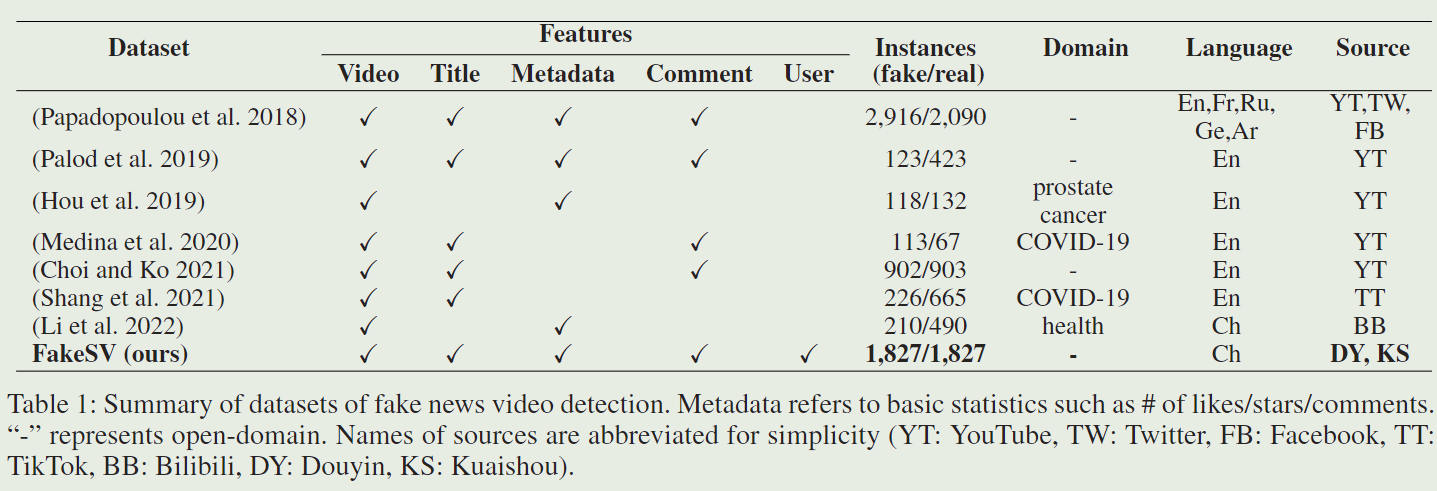 Dataset Features Instances (fake/real) Domain Language Source
Video Title Metadata Comment User
(Papadopoulou et al. 2018) ✓ ✓ ✓ ✓ 2,916/2,090 - En,Fr,Ru, Ge,Ar YT,TW, FB
(Palod et al. 2019) ✓ ✓ ✓ ✓ 123/423 - En YT
(Hou et al. 2019) ✓ ✓ 118/132 prostate cancer En YT
(Medina et al. 2020) ✓ ✓ ✓ 113/67 COVID-19 En YT
(Choi and Ko 2021) ✓ ✓ ✓ 902/903 - En YT
(Shang et al. 2021) ✓ ✓ 226/665 COVID-19 En TT
(Li et al. 2022) ✓ ✓ 210/490 health Ch BB
FakeSV (ours) ✓ ✓ ✓ ✓ ✓ 1,827/1,827 - Ch DY, KS
Table 1: Summary of datasets of fake news video detection. Metadata refers to basic statistics such as # of likes/stars/comments.
“-” represents open-domain. Names of sources are abbreviated for simplicity (YT: YouTube, TW: Twitter, FB: Facebook, TT:
TikTok, BB: Bilibili, DY: Douyin, KS: Kuaishou).